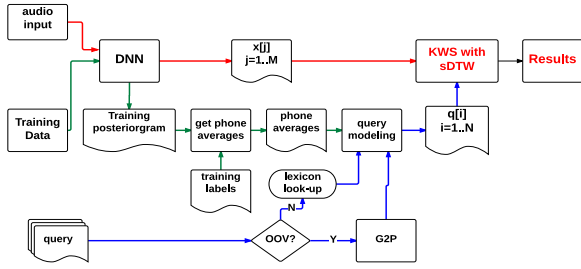 audio
input
DNN
x[j]
j=1..M
KWS with
sDTW
Results
Training
Data
Training
posteriorgram
get phone
averages
phone
averages
query
modeling
q[i]
i=1..N
training
labels
lexicon
look-up
N
query
OOV?
Y
G2P